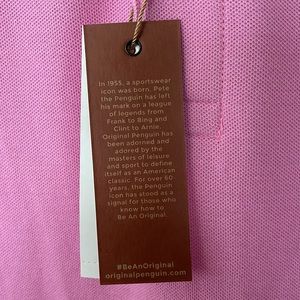 In 1955, a sportswear
icon was born. Pete
the Penguin has left
his mark on a league
of legends from
Frank to Bing and
Clint to Arnie.
Original Penguin has
been adorned and
adored by the
masters of leisure
and sport to define
itself as an American
classic. For over 60
years, the Penguin
icon has stood as a
signal for those who
know how to
Be An Original.
#BeAnOriginal
originalpenguin.com